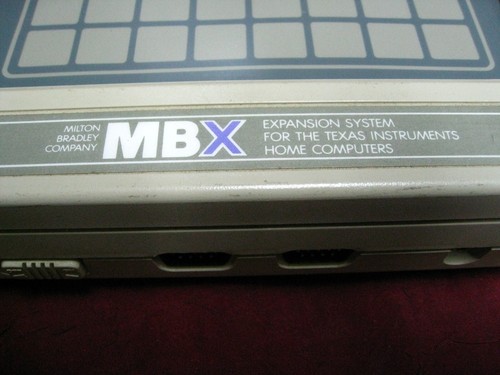 MILTON
BRADLEY
COMPANY
MBX
EXPANSION SYSTEM
FOR THE TEXAS INSTRUMENTS
HOME COMPUTERS